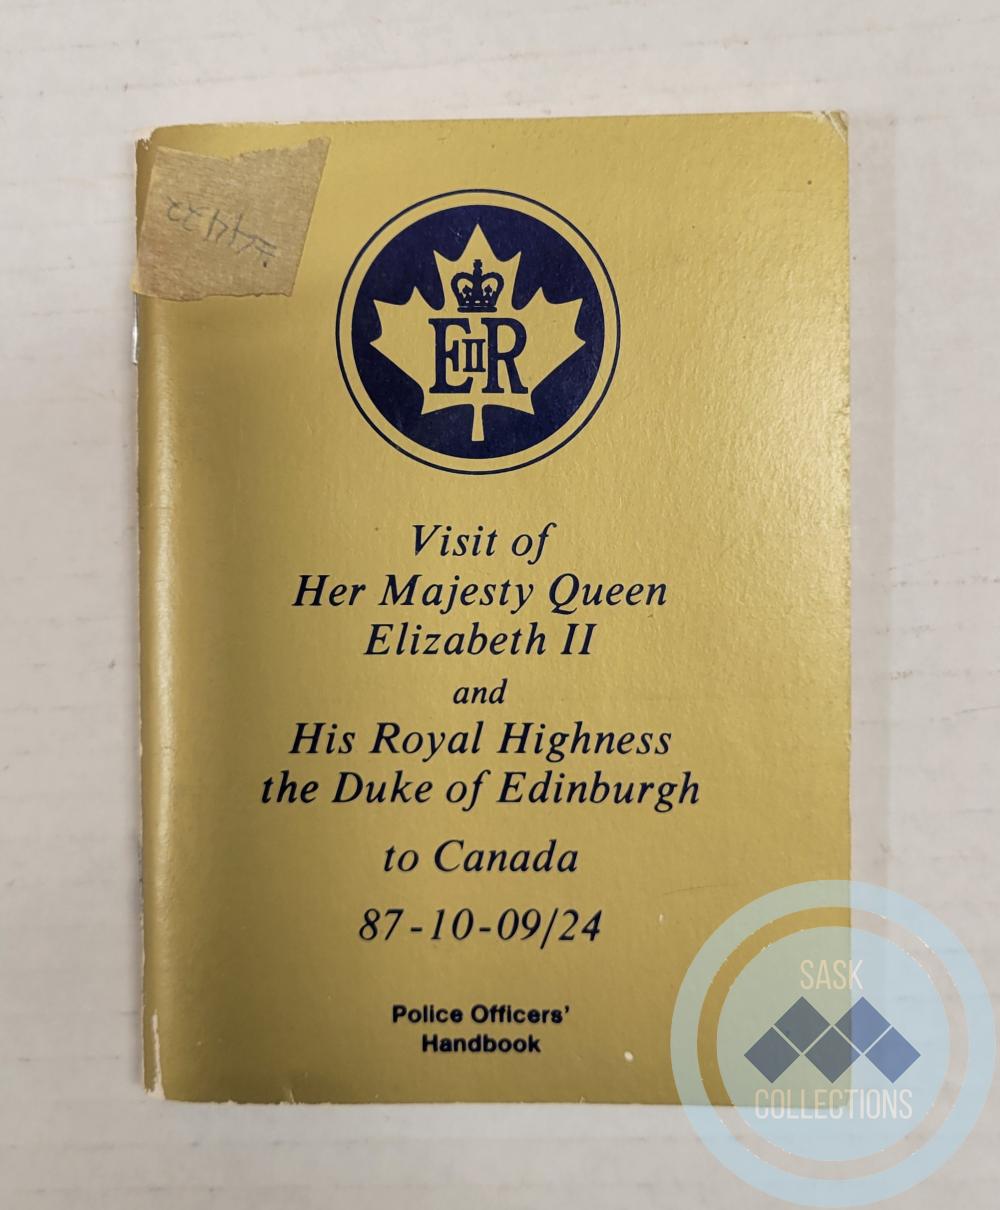 EIIR
Visit of
Her Majesty Queen
Elizabeth II
and
His Royal Highness
the Duke of Edinburgh
to Canada
87-10-09/24
Police Officers'
Handbook
SASK
COLLECTIONS